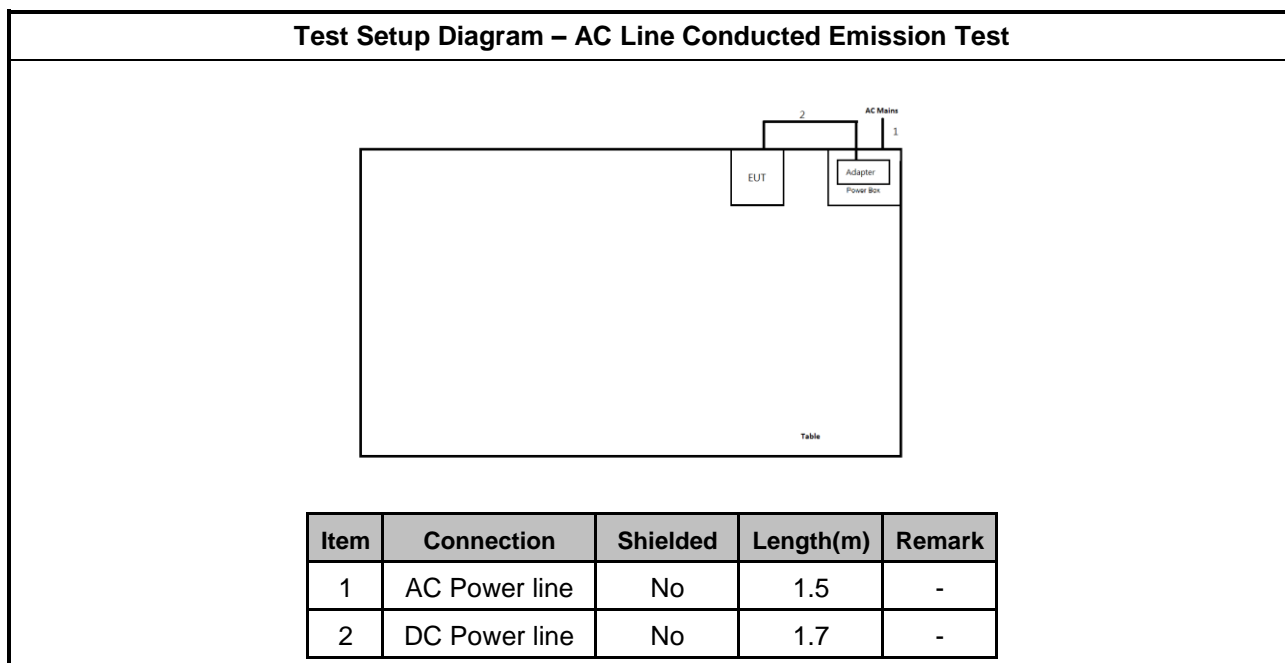 Test Setup Diagram – AC Line Conducted Emission Test
2
AC Mains
1
EUT
Adapter
Power Box
Table
Item Connection Shielded Length(m) Remark
1 AC Power line No 1.5 -
2 DC Power line No 1.7 -